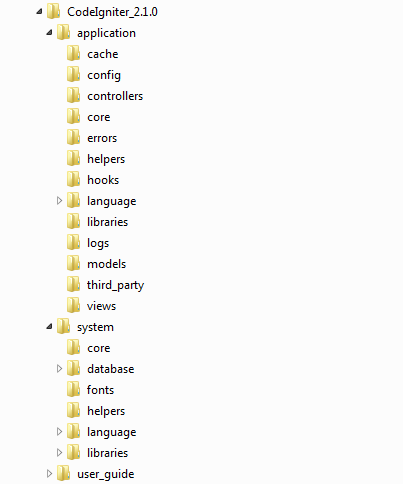 CodeIgniter_2.1.0
application
cache
config
controllers
core
errors
helpers
hooks
language
libraries
logs
models
third_party
views
system
core
database
fonts
helpers
language
libraries
user_guide